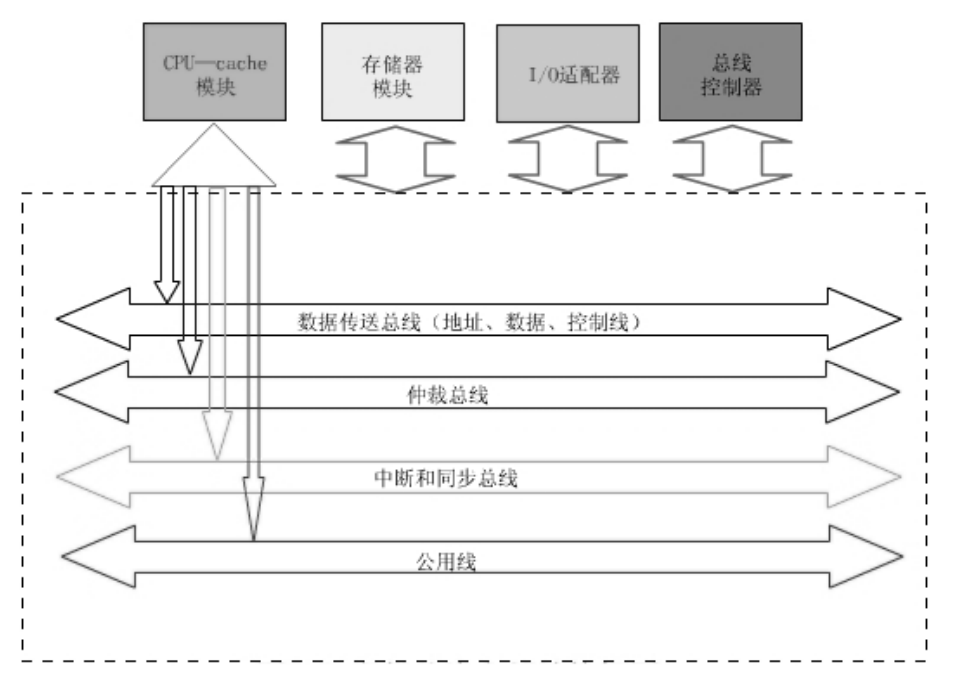 CPU—cache
模块
存储器
模块
I/O适配器
总线
控制器
数据传送总线（地址、数据、控制线）
仲裁总线
中断和同步总线
公用线